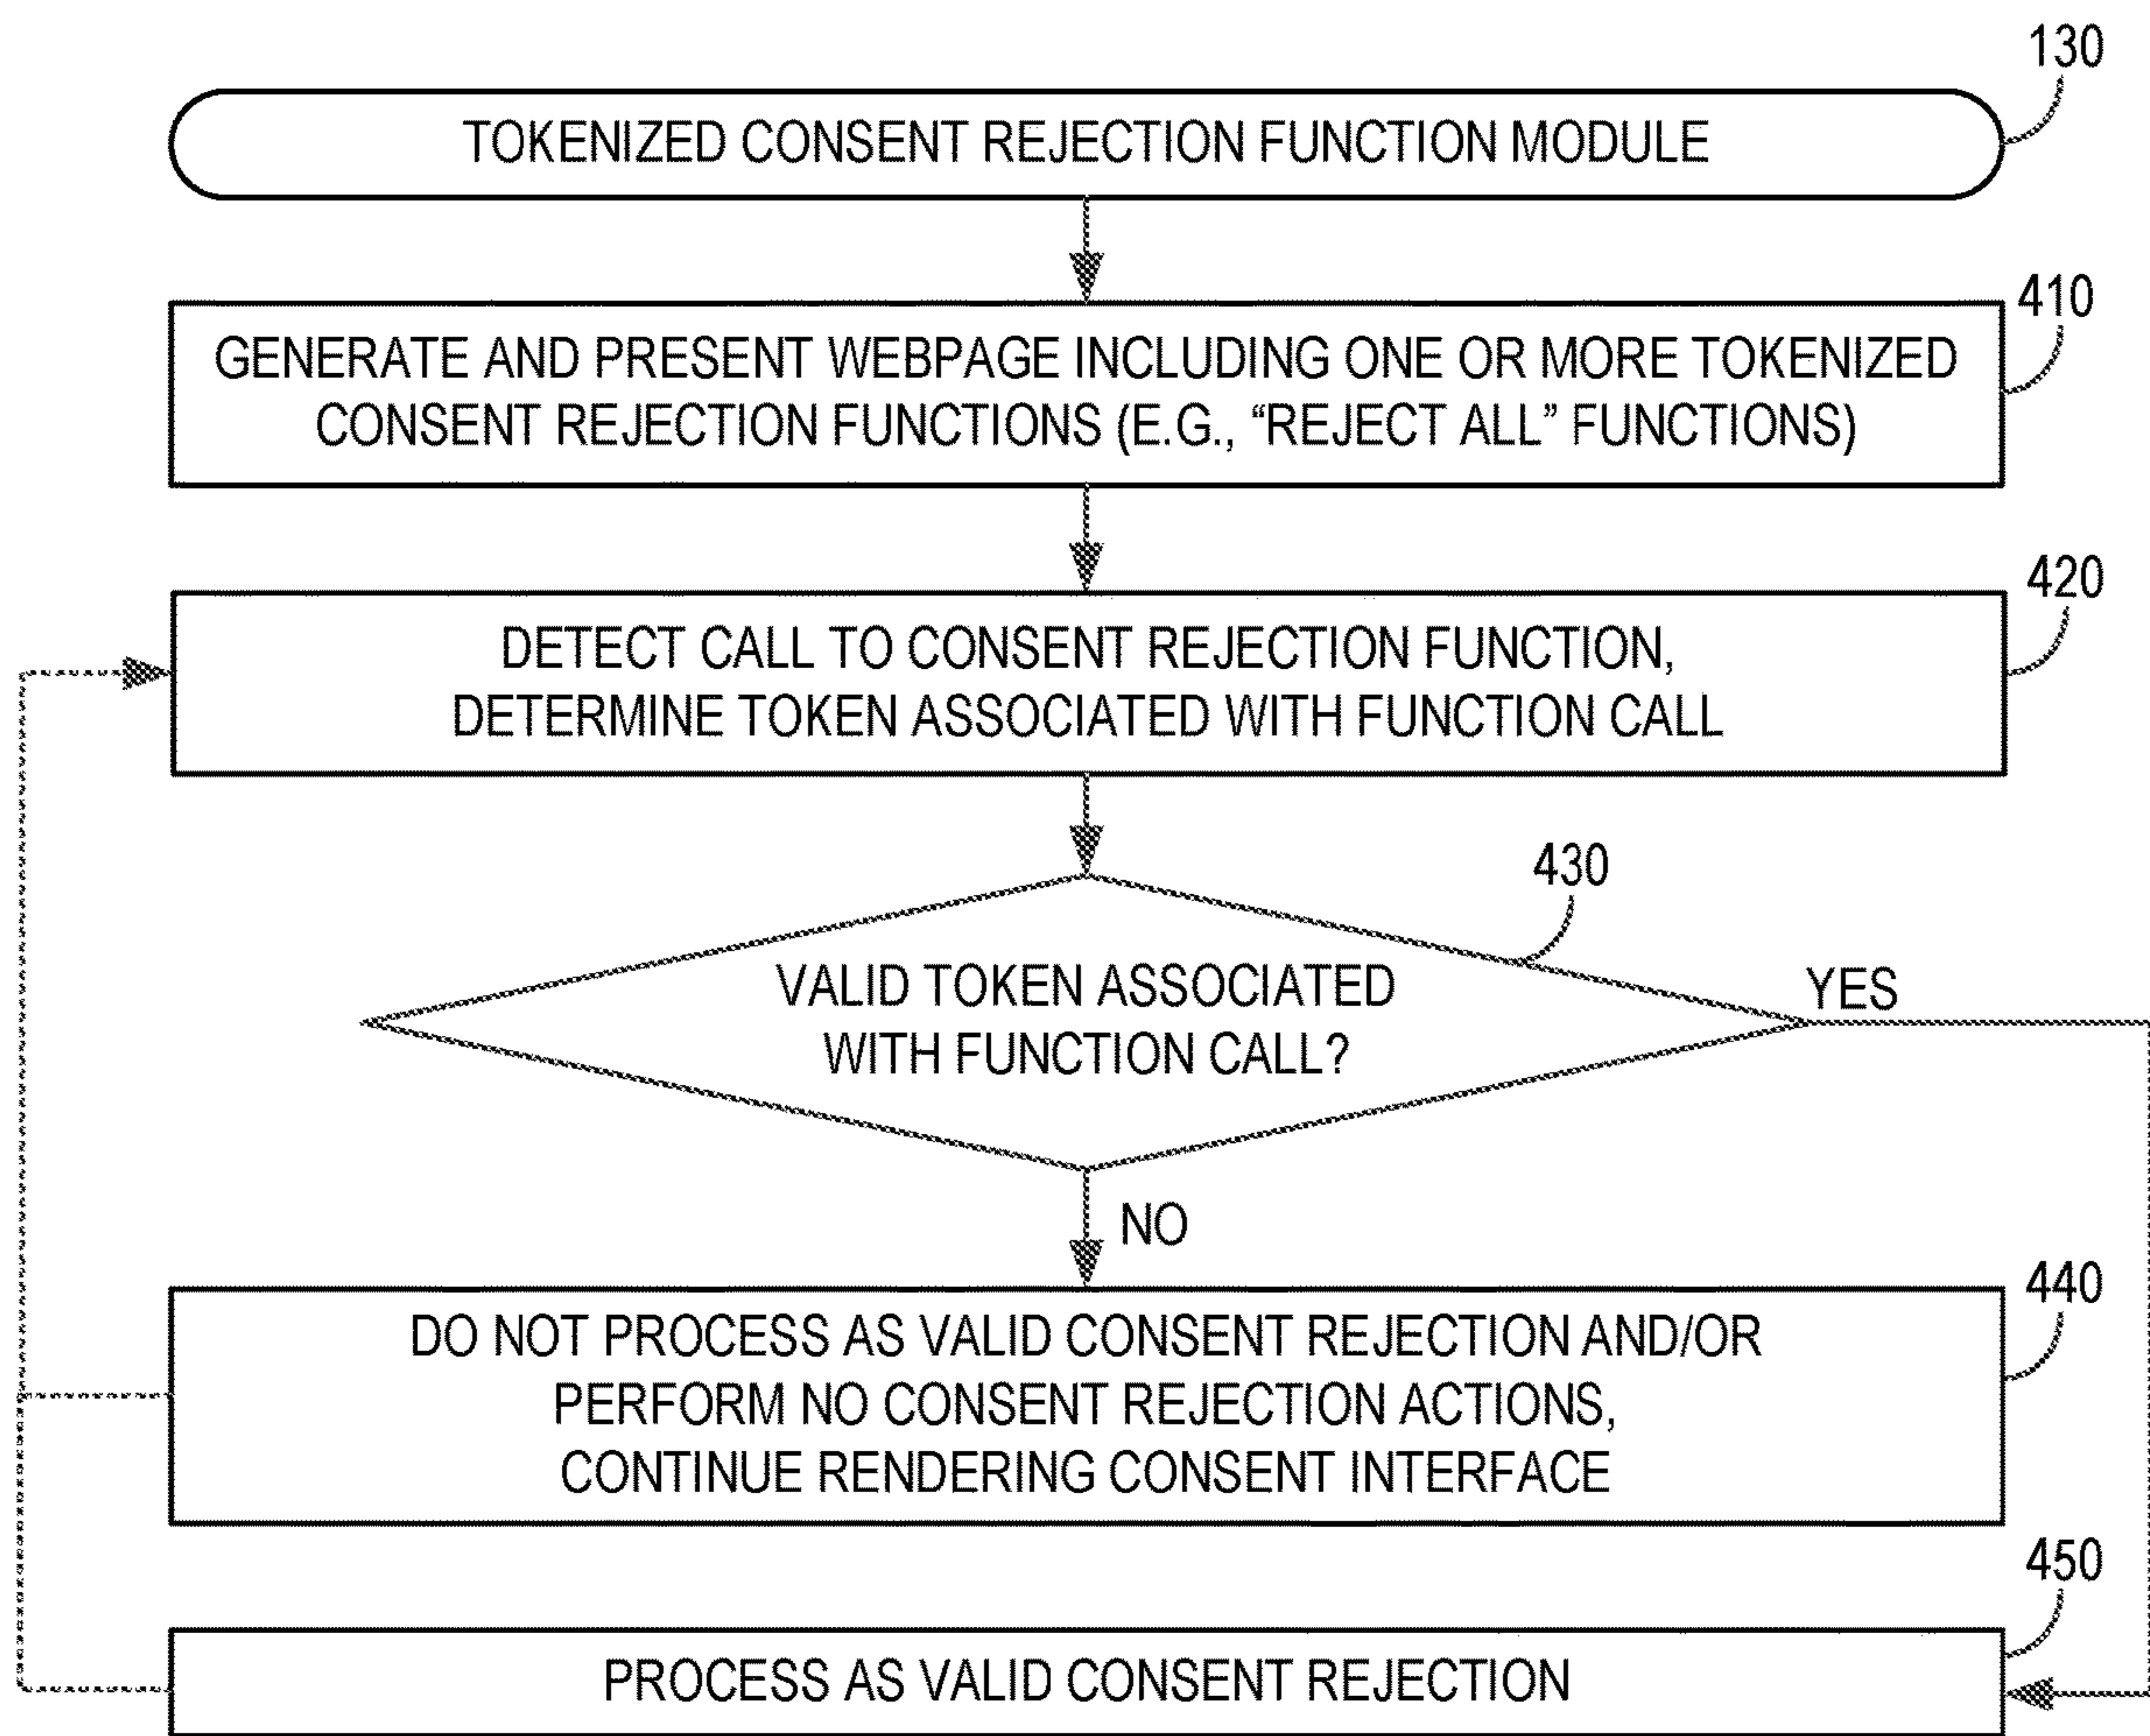 130
TOKENIZED CONSENT REJECTION FUNCTION MODULE
410
GENERATE AND PRESENT WEBPAGE INCLUDING ONE OR MORE TOKENIZED
CONSENT REJECTION FUNCTIONS (E.G., “REJECT ALL” FUNCTIONS)
420
DETECT CALL TO CONSENT REJECTION FUNCTION,
DETERMINE TOKEN ASSOCIATED WITH FUNCTION CALL
430
VALID TOKEN ASSOCIATED
WITH FUNCTION CALL?
YES
NO
440
DO NOT PROCESS AS VALID CONSENT REJECTION AND/OR
PERFORM NO CONSENT REJECTION ACTIONS,
CONTINUE RENDERING CONSENT INTERFACE
450
PROCESS AS VALID CONSENT REJECTION